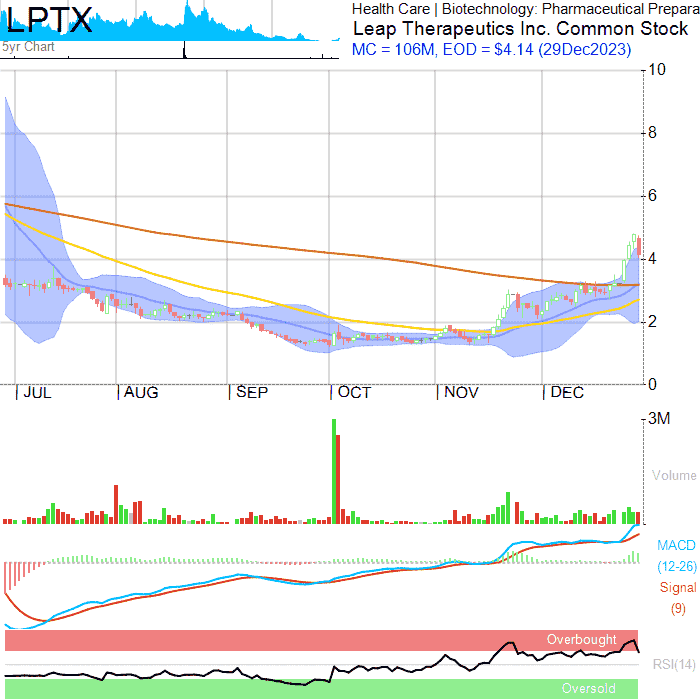 LPTX
Health Care | Biotechnology: Pharmaceutical Prepara
Leap Therapeutics Inc. Common Stock
5yr Chart
MC = 106M, EOD = $4.14 (29Dec2023)
10
8
6
4
2
0
JUL
AUG
SEP
OCT
NOV
DEC
3M
Volume
MACD
(12-26)
Signal
(9)
Overbought
RSI(14)
Oversold